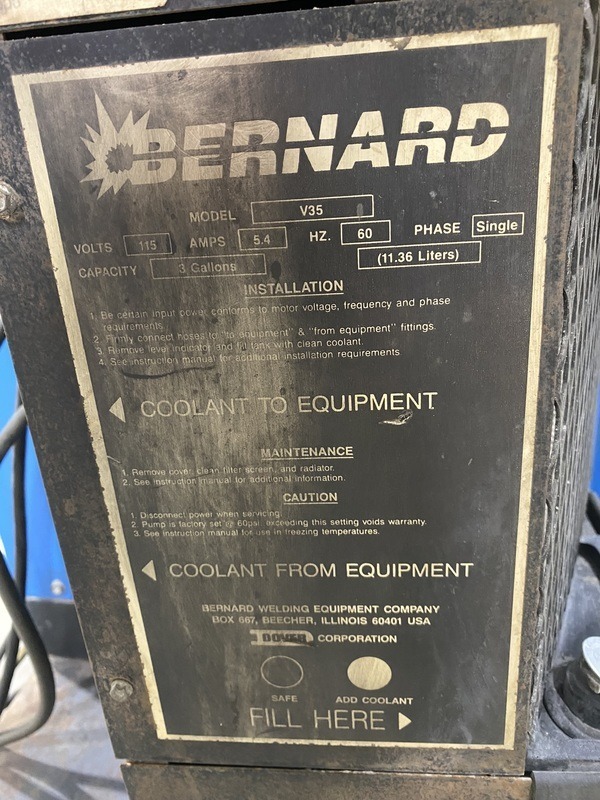 BERNARD
MODEL V35
VOLTS 115 AMPS 5.4 HZ. 60 PHASE Single
CAPACITY 3 Gallons (11.36 Liters)
INSTALLATION
1. Be certain input power conforms to motor voltage, frequency and phase
requirements.
2. Firmly connect hoses to "to equipment" & "from equipment" fittings.
3. Remove level indicator and fill tank with clean coolant.
4. See instruction manual for additional installation requirements
COOLANT TO EQUIPMENT
MAINTENANCE
1. Remove cover, clean filter screen, and radiator.
2. See instruction manual for additional information.
CAUTION
1. Disconnect power when servicing.
2. Pump is factory set @ 60psi exceeding this setting voids warranty.
3. See instruction manual for use in freezing temperatures.
COOLANT FROM EQUIPMENT
BERNARD WELDING EQUIPMENT COMPANY
BOX 667, BEECHER, ILLINOIS 60401 USA
DOVER CORPORATION
SAFE ADD COOLANT
FILL HERE